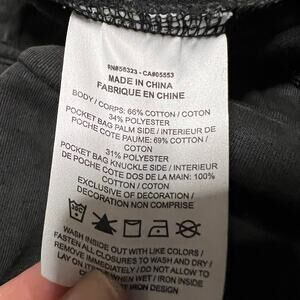 RN#56323 - CA#05553
MADE IN CHINA
FABRIQUE EN CHINE
BODY / CORPS: 66% COTTON / COTON
34% POLYESTER
POCKET BAG PALM SIDE / INTERIEUR DE
POCHE COTE PAUME: 69% COTTON /
COTON
31% POLYESTER
POCKET BAG KNUCKLE SIDE / INTERIEUR
DE POCHE COTE DOS DE LA MAIN: 100%
COTTON / COTON
EXCLUSIVE OF DECORATION /
DECORATION NON COMPRISE
WASH INSIDE OUT WITH LIKE COLORS /
FASTEN ALL CLOSURES TO WASH AND DRY /
REMOVE IMMEDIATELY / DO NOT ALLOW TO
LAY ON IT
WHEN WET / IRON INSIDE
IRON